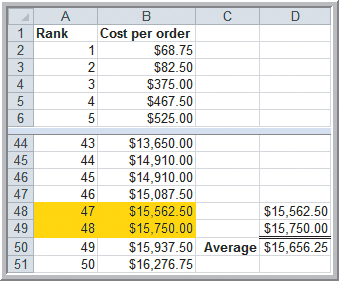 A B C D
1 Rank Cost per order
2 1 $68.75
3 2 $82.50
4 3 $375.00
5 4 $467.50
6 5 $525.00
44 43 $13,650.00
45 44 $14,910.00
46 45 $14,910.00
47 46 $15,087.50
48 47 $15,562.50 $15,562.50
49 48 $15,750.00 $15,750.00
50 49 $15,937.50 Average $15,656.25
51 50 $16,276.75